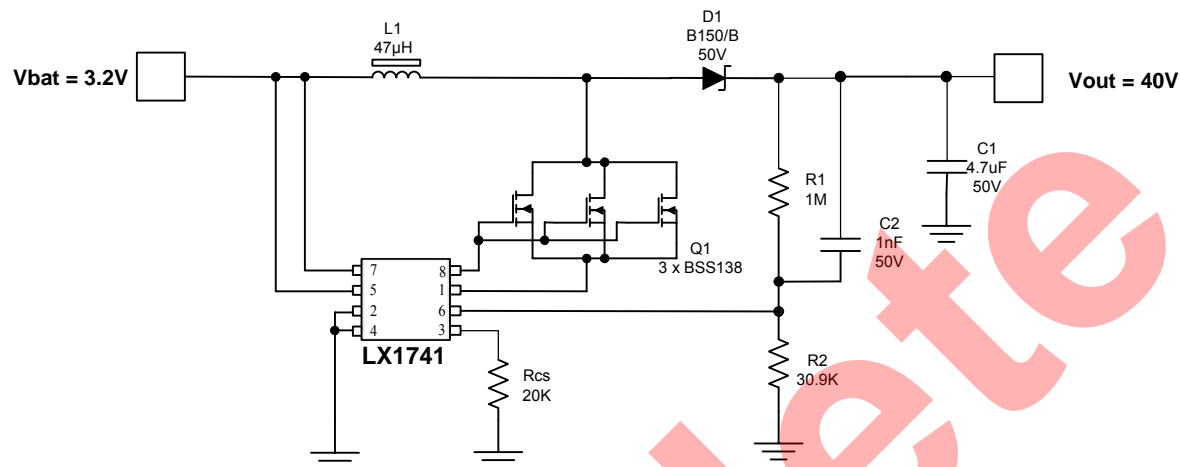 L1
47µH
D1
B150/B
50V
Vbat = 3.2V
Vout = 40V
R1
1M
C1
4.7uF
50V
C2
1nF
50V
Q1
3 x BSS138
7
8
5
1
2
6
4
3
LX1741
Rcs
20K
R2
30.9K
lete